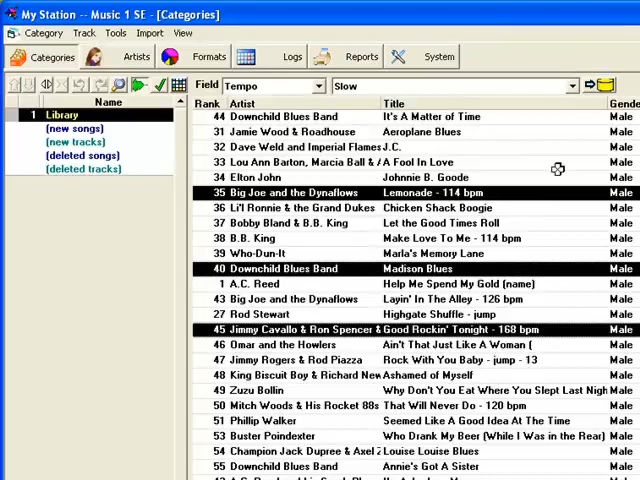 My Station -- Music 1 SE - [Categories]
Category Track Tools Import View
Categories Artists Formats Logs Reports System
Field Tempo Slow
Name
1 Library
(new songs)
(new tracks)
(deleted songs)
(deleted tracks)
Rank Artist Title Gende
44 Downchild Blues Band It's A Matter of Time Male
31 Jamie Wood & Roadhouse Aeroplane Blues Male
32 Dave Weld and Imperial Flames J.C. Male
33 Lou Ann Barton, Marcia Ball & A Fool In Love Male
34 Elton John Johnnie B. Goode Male
35 Big Joe and the Dynaflows Lemonade - 114 bpm Male
36 Li'l Ronnie & the Grand Dukes Chicken Shack Boogie Male
37 Bobby Bland & B.B. King Let the Good Times Roll Male
38 B.B. King Make Love To Me - 114 bpm Male
39 Who-Dun-It Marla's Memory Lane Male
40 Downchild Blues Band Madison Blues Male
1 A.C. Reed Help Me Spend My Gold (name) Male
43 Big Joe and the Dynaflows Layin' In The Alley - 126 bpm Male
27 Rod Stewart Highgate Shuffle - jump Male
45 Jimmy Cavallo & Ron Spencer & Good Rockin' Tonight - 168 bpm Male
46 Omar and the Howlers Ain't That Just Like A Woman ( Male
47 Jimmy Rogers & Rod Piazza Rock With You Baby - jump - 13 Male
48 King Biscuit Boy & Richard New Ashamed of Myself Male
49 Zuzu Bollin Why Don't You Eat Where You Slept Last Nigh Male
50 Mitch Woods & His Rocket 88s That Will Never Do - 120 bpm Male
51 Phillip Walker Seemed Like A Good Idea At The Time Male
53 Buster Poindexter Who Drank My Beer (While I Was in the Rear) Male
54 Champion Jack Dupree & Axel Louise Louise Blues Male
55 Downchild Blues Band Annie's Got A Sister Male